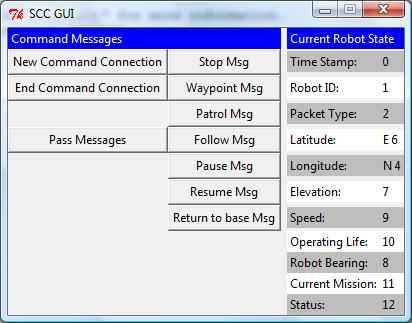 SCC GUI
Command Messages
New Command Connection Stop Msg
End Command Connection Waypoint Msg
Patrol Msg
Pass Messages Follow Msg
Pause Msg
Resume Msg
Return to base Msg
Current Robot State
Time Stamp: 0
Robot ID: 1
Packet Type: 2
Latitude: E 6
Longitude: N 4
Elevation: 7
Speed: 9
Operating Life: 10
Robot Bearing: 8
Current Mission: 11
Status: 12